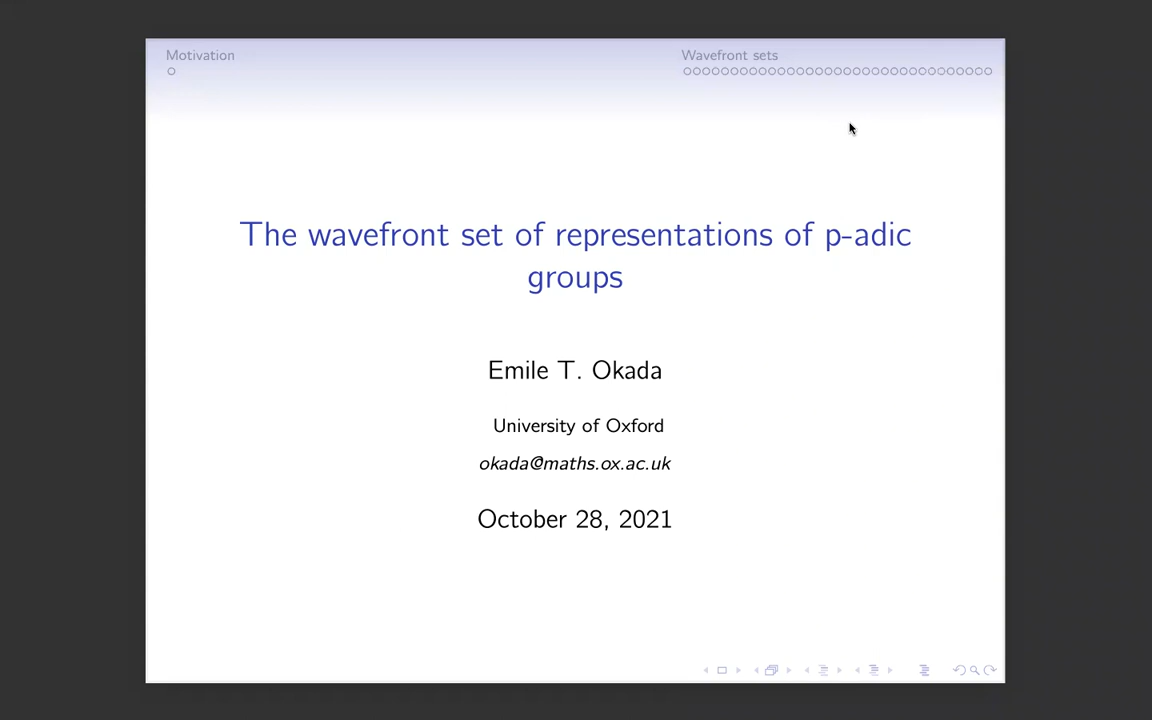 Motivation
Wavefront sets
The wavefront set of representations of p-adic
groups
Emile T. Okada
University of Oxford
okada@maths.ox.ac.uk
October 28, 2021